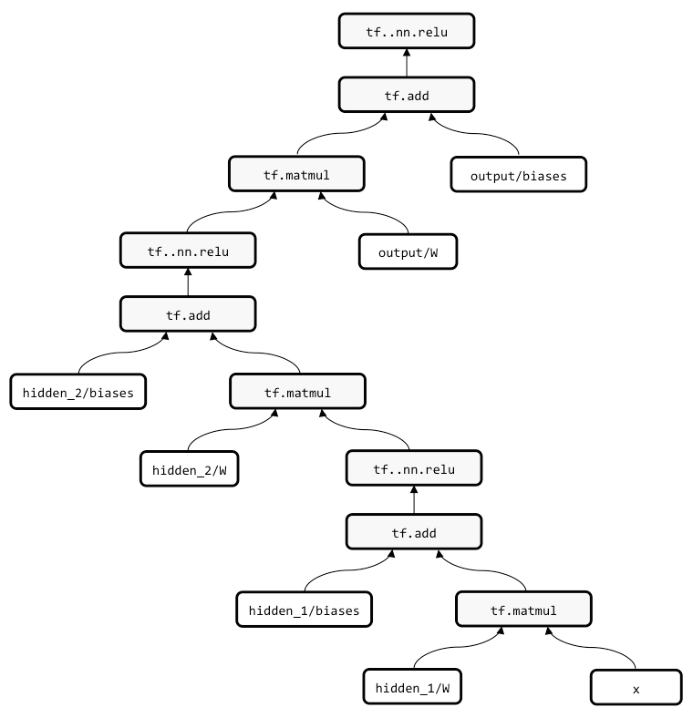 tf..nn.relu
tf.add
tf.matmul
output/biases
tf..nn.relu
output/W
tf.add
hidden_2/biases
tf.matmul
hidden_2/W
tf..nn.relu
tf.add
hidden_1/biases
tf.matmul
hidden_1/W
x